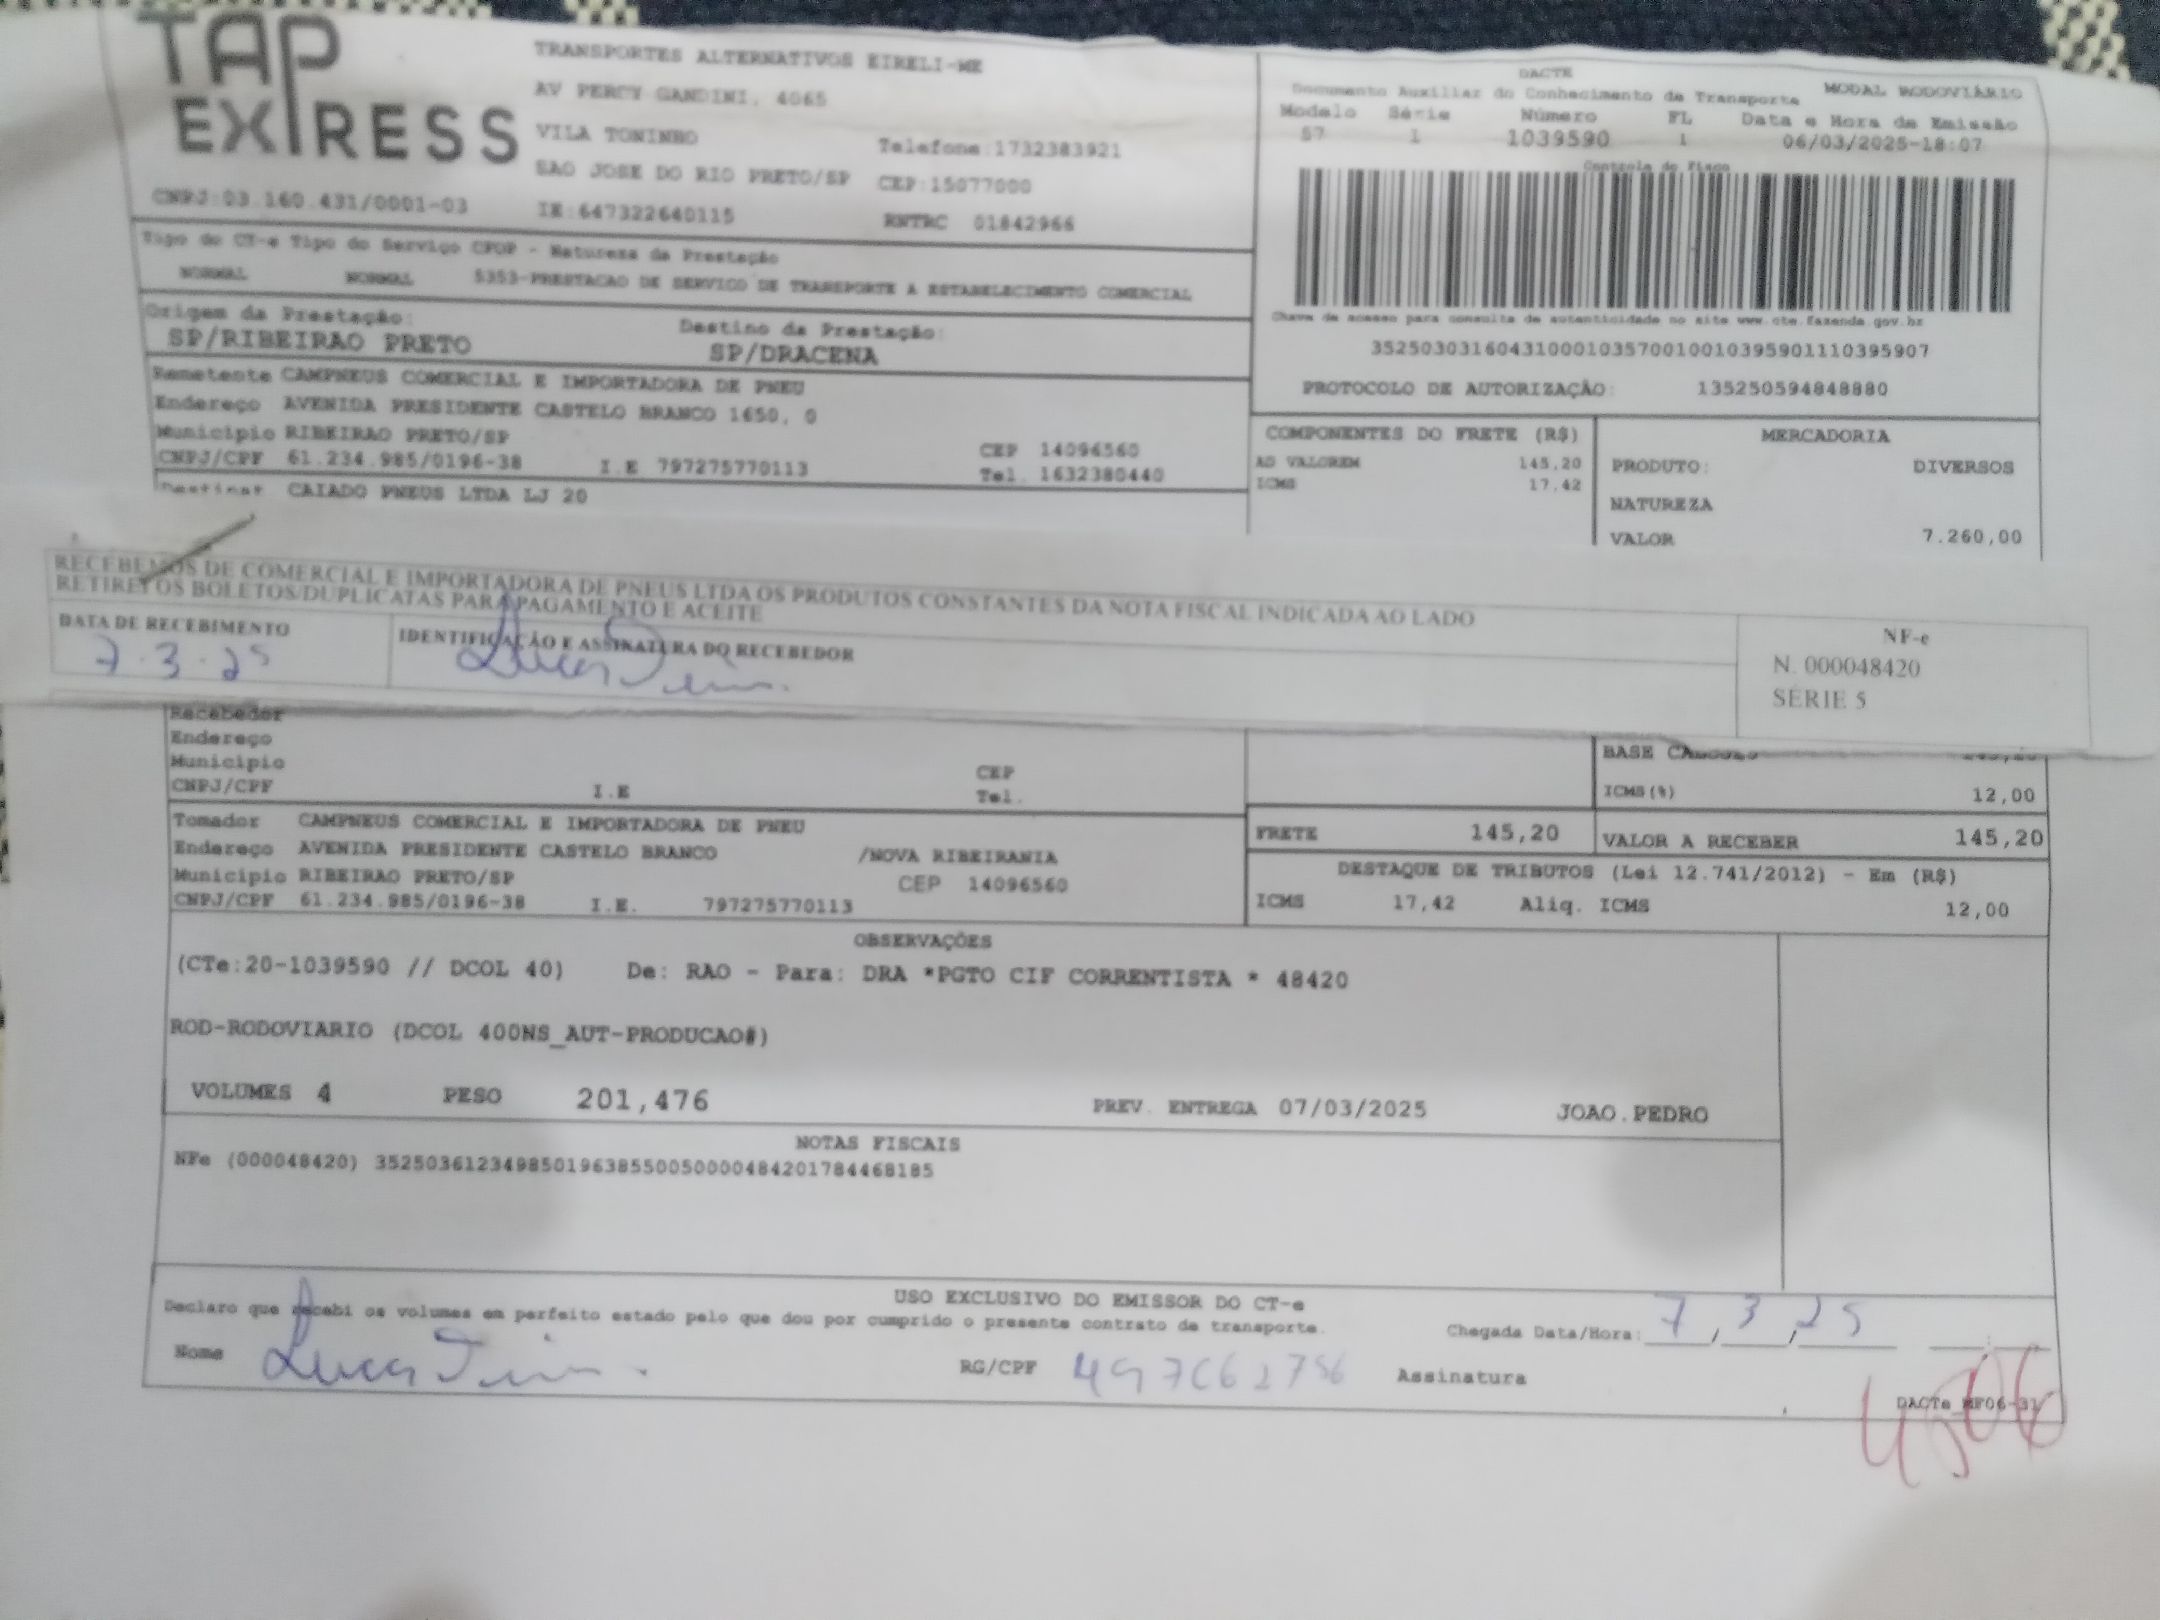 TAP EXPRESS
TRANSPORTES ALTERNATIVOS EIRELI-ME
AV PERCY GANDINI, 4065
VILA TONINHO Telefone:1732383921
SAO JOSE DO RIO PRETO/SP CEP:15077000
CNPJ:03.160.431/0001-03 IE:647322640115 RNTRC 01842966
DACTE
Documento Auxiliar do Conhecimento de Transporte MODAL RODOVIÁRIO
Modelo Série Número FL Data e Hora de Emissão
57 1 1039590 1 06/03/2025-18:07
Controle do Fisco
Chave de acesso para consulta de autenticidade no site www.cte.fazenda.gov.br
35250303160431000103570010010395901110395907
PROTOCOLO DE AUTORIZAÇÃO: 135250594848880
Tipo do CT-e Tipo do Serviço CFOP - Natureza da Prestação
NORMAL NORMAL 5353-PRESTACAO DE SERVICO DE TRANSPORTE A ESTABELECIMENTO COMERCIAL
Origem da Prestação: Destino da Prestação:
SP/RIBEIRAO PRETO SP/DRACENA
Remetente CAMPNEUS COMERCIAL E IMPORTADORA DE PNEU
Endereço AVENIDA PRESIDENTE CASTELO BRANCO 1650, 0
Municipio RIBEIRAO PRETO/SP CEP 14096560
CNPJ/CPF 61.234.985/0196-38 I.E 797275770113 Tel. 1632380440
Destinat CAIADO PNEUS LTDA LJ 20
COMPONENTES DO FRETE (R$)
AD VALOREM 145,20
ICMS 17,42
MERCADORIA
PRODUTO: DIVERSOS
NATUREZA
VALOR 7.260,00
RECEBEMOS DE COMERCIAL E IMPORTADORA DE PNEUS LTDA OS PRODUTOS CONSTANTES DA NOTA FISCAL INDICADA AO LADO
RETIREI OS BOLETOS/DUPLICATAS PARA PAGAMENTO E ACEITE
DATA DE RECEBIMENTO IDENTIFICAÇÃO E ASSINATURA DO RECEBEDOR
7.3.25
NF-e
N. 000048420
SÉRIE 5
Recebedor
Endereço
Municipio CEP
CNPJ/CPF I.E Tel.
BASE CALCULO
ICMS(%) 12,00
Tomador CAMPNEUS COMERCIAL E IMPORTADORA DE PNEU
Endereço AVENIDA PRESIDENTE CASTELO BRANCO /NOVA RIBEIRANIA
Municipio RIBEIRAO PRETO/SP CEP 14096560
CNPJ/CPF 61.234.985/0196-38 I.E. 797275770113
FRETE 145,20 VALOR A RECEBER 145,20
DESTAQUE DE TRIBUTOS (Lei 12.741/2012) - Em (R$)
ICMS 17,42 Aliq. ICMS 12,00
OBSERVAÇÕES
(CTe:20-1039590 // DCOL 40) De: RAO - Para: DRA *PGTO CIF CORRENTISTA * 48420
ROD-RODOVIARIO (DCOL 400NS_AUT-PRODUCAO#)
VOLUMES 4 PESO 201,476 PREV. ENTREGA 07/03/2025 JOAO.PEDRO
NOTAS FISCAIS
NFe (000048420) 35250361234985019638550050000484201784468185
USO EXCLUSIVO DO EMISSOR DO CT-e
Declaro que recebi os volumes em perfeito estado pelo que dou por cumprido o presente contrato de transporte.
Chegada Data/Hora: 7/3/25
Nome RG/CPF Assinatura